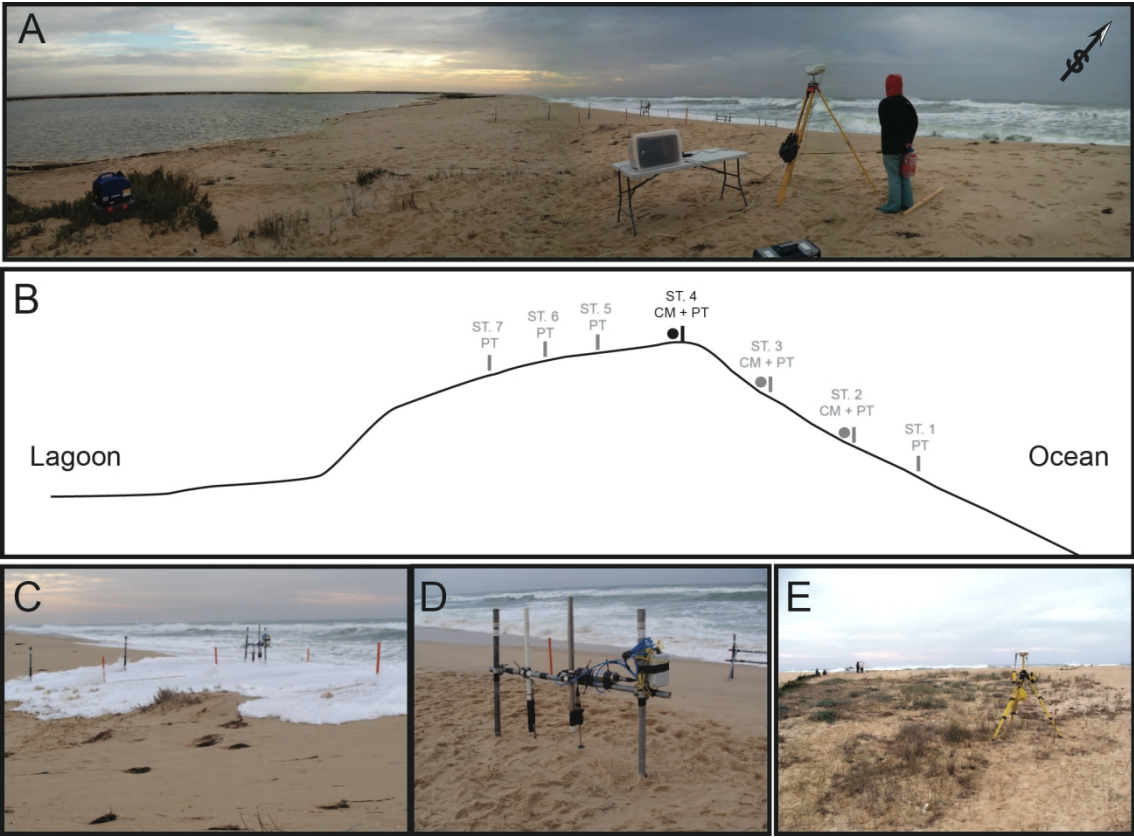 A
S
B
ST. 4
CM + PT
ST. 5
PT
ST. 6
PT
ST. 7
PT
ST. 3
CM + PT
ST. 2
CM + PT
ST. 1
PT
Lagoon
Ocean
C
D
E